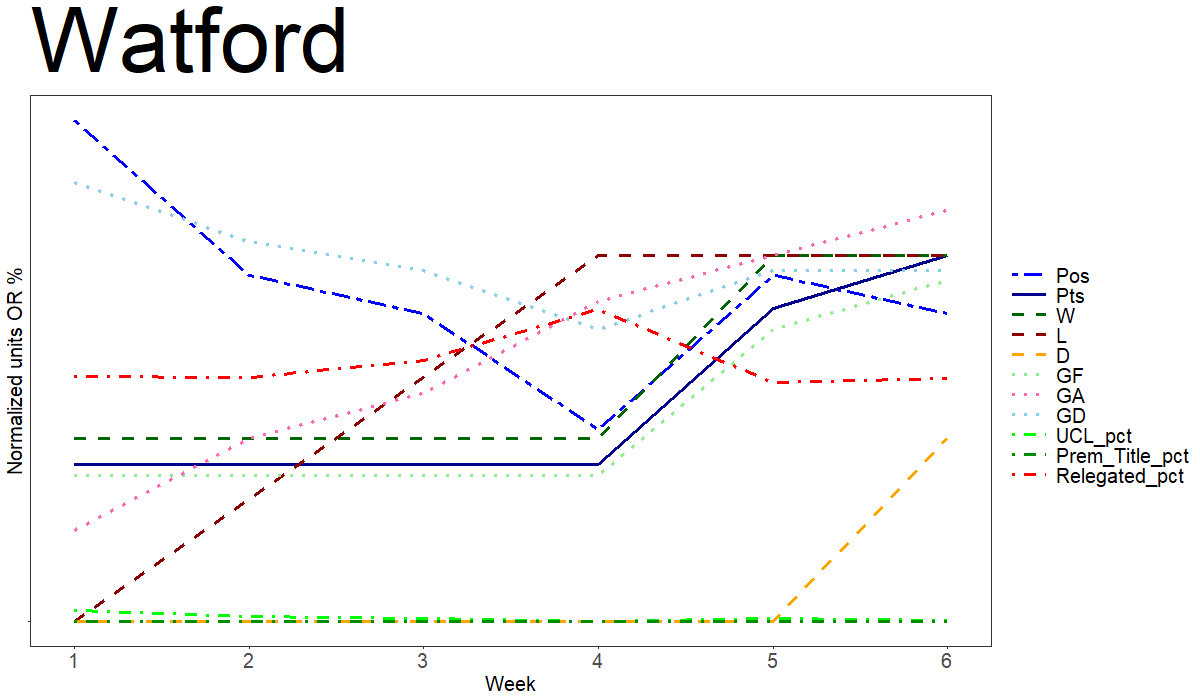 Watford
Normalized units OR %
Pos
Pts
W
L
D
GF
GA
GD
UCL_pct
Prem_Title_pct
Relegated_pct
1 2 3 4 5 6
Week